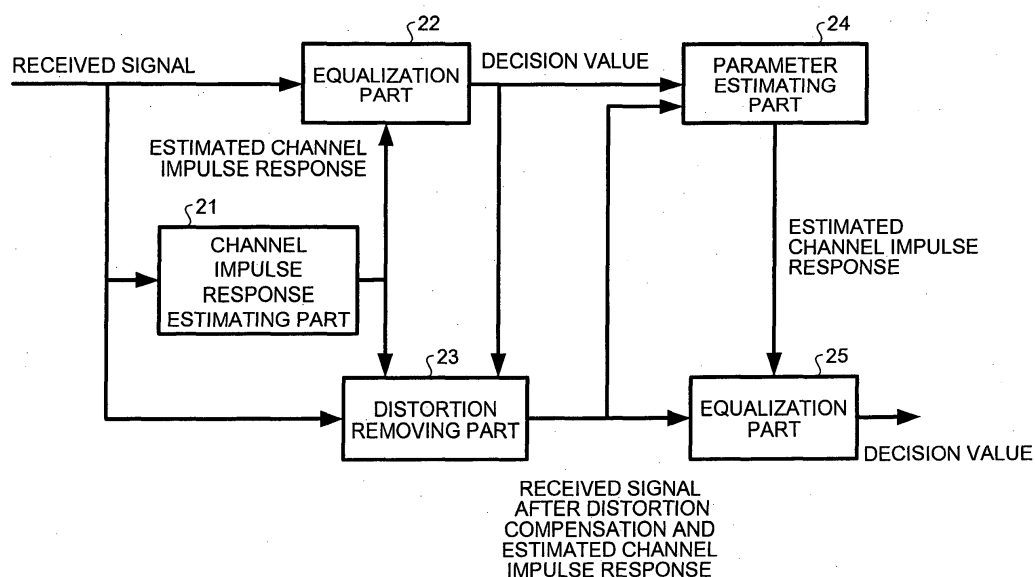 22
24
RECEIVED SIGNAL
EQUALIZATION
PART
DECISION VALUE
PARAMETER
ESTIMATING
PART
ESTIMATED CHANNEL
IMPULSE RESPONSE
21
CHANNEL
IMPULSE
RESPONSE
ESTIMATING PART
ESTIMATED
CHANNEL IMPULSE
RESPONSE
23
25
DISTORTION
REMOVING PART
EQUALIZATION
PART
DECISION VALUE
RECEIVED SIGNAL
AFTER DISTORTION
COMPENSATION AND
ESTIMATED CHANNEL
IMPULSE RESPONSE